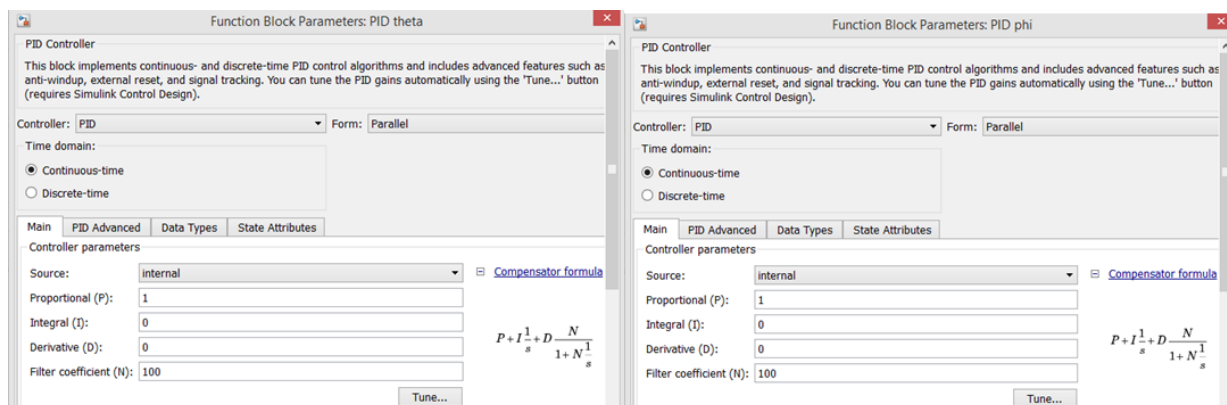 Function Block Parameters: PID theta
PID Controller
This block implements continuous- and discrete-time PID control algorithms and includes advanced features such as
anti-windup, external reset, and signal tracking. You can tune the PID gains automatically using the 'Tune...' button
(requires Simulink Control Design).
Controller: PID Form: Parallel
Time domain:
Continuous-time
Discrete-time
Main PID Advanced Data Types State Attributes
Controller parameters
Source: internal Compensator formula
Proportional (P): 1
Integral (I): 0
Derivative (D): 0
Filter coefficient (N): 100
P+I 1/s +D N/(1+N 1/s)
Tune...
Function Block Parameters: PID phi
PID Controller
This block implements continuous- and discrete-time PID control algorithms and includes advanced features such as
anti-windup, external reset, and signal tracking. You can tune the PID gains automatically using the 'Tune...' button
(requires Simulink Control Design).
Controller: PID Form: Parallel
Time domain:
Continuous-time
Discrete-time
Main PID Advanced Data Types State Attributes
Controller parameters
Source: internal Compensator formula
Proportional (P): 1
Integral (I): 0
Derivative (D): 0
Filter coefficient (N): 100
P+I 1/s +D N/(1+N 1/s)
Tune...